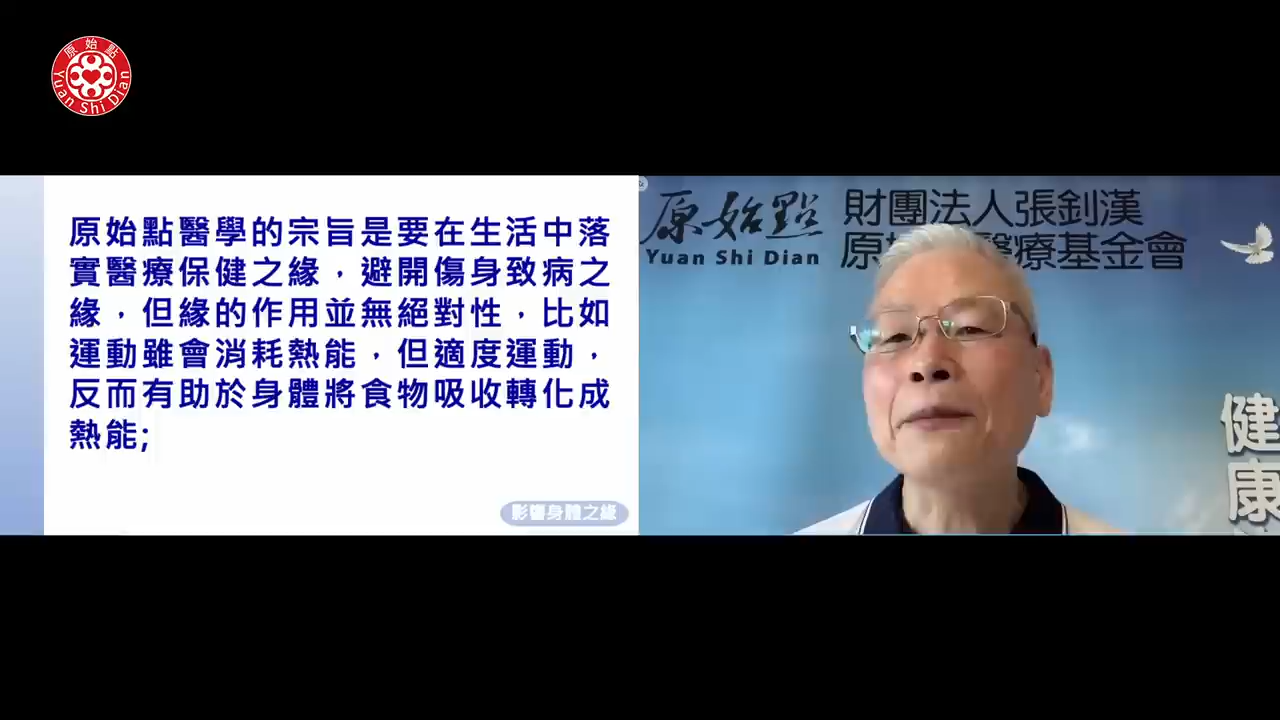 原始點
Yuan Shi Dian
原始點醫學的宗旨是要在生活中落
實醫療保健之緣，避開傷身致病之
緣，但緣的作用並無絕對性，比如
運動雖會消耗熱能，但適度運動，
反而有助於身體將食物吸收轉化成
熱能;
影響身體之緣
原始點
Yuan Shi Dian
財團法人張釗漢
原始 醫療基金會
健
康